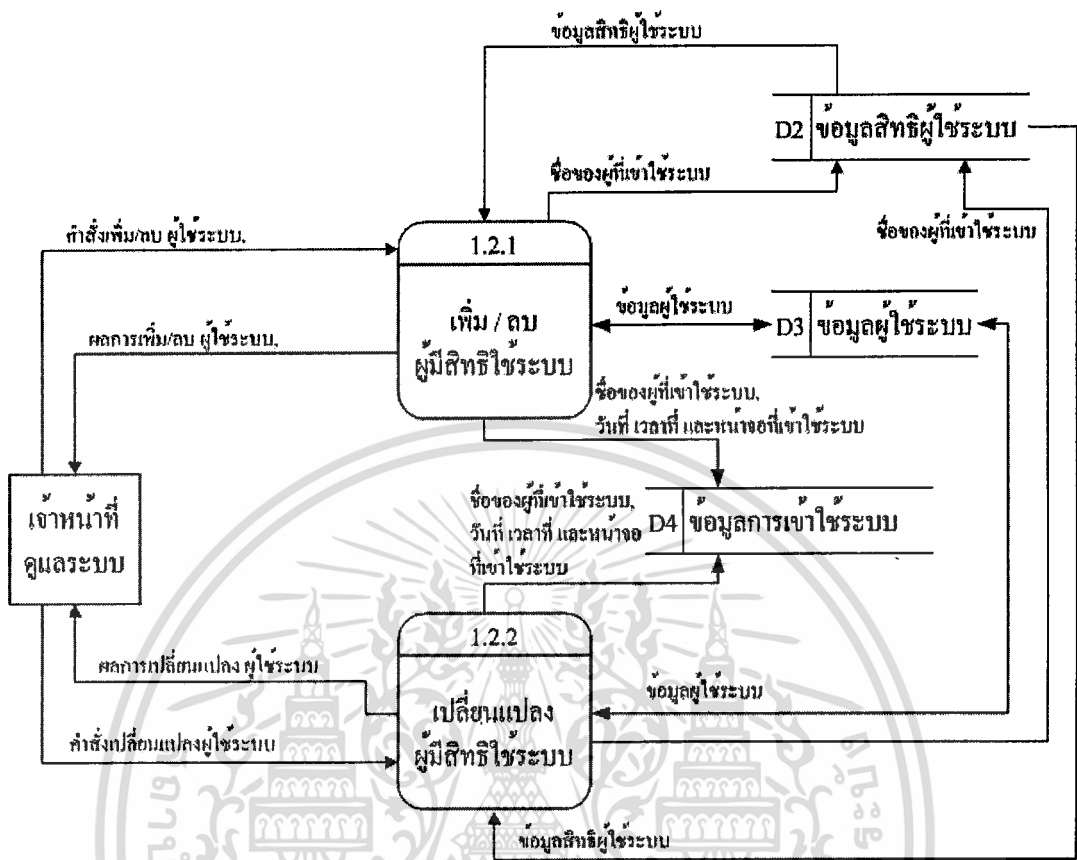 ข้อมูลสิทธิผู้ใช้ระบบ
D2 ข้อมูลสิทธิผู้ใช้ระบบ
ชื่อของผู้ที่เข้าใช้ระบบ
ชื่อของผู้ที่เข้าใช้ระบบ
คำสั่งเพิ่ม/ลบ ผู้ใช้ระบบ,
1.2.1
เพิ่ม / ลบ
ผู้มีสิทธิใช้ระบบ
ข้อมูลผู้ใช้ระบบ
D3 ข้อมูลผู้ใช้ระบบ
ผลการเพิ่ม/ลบ ผู้ใช้ระบบ,
ชื่อของผู้ที่เข้าใช้ระบบ,
วันที่ เวลาที่ และหน้าจอที่เข้าใช้ระบบ
เจ้าหน้าที่
ดูแลระบบ
ชื่อของผู้ที่เข้าใช้ระบบ,
วันที่ เวลาที่ และหน้าจอ
ที่เข้าใช้ระบบ
D4 ข้อมูลการเข้าใช้ระบบ
1.2.2
เปลี่ยนแปลง
ผู้มีสิทธิใช้ระบบ
ผลการเปลี่ยนแปลง ผู้ใช้ระบบ
ข้อมูลผู้ใช้ระบบ
คำสั่งเปลี่ยนแปลงผู้ใช้ระบบ
ข้อมูลสิทธิผู้ใช้ระบบ